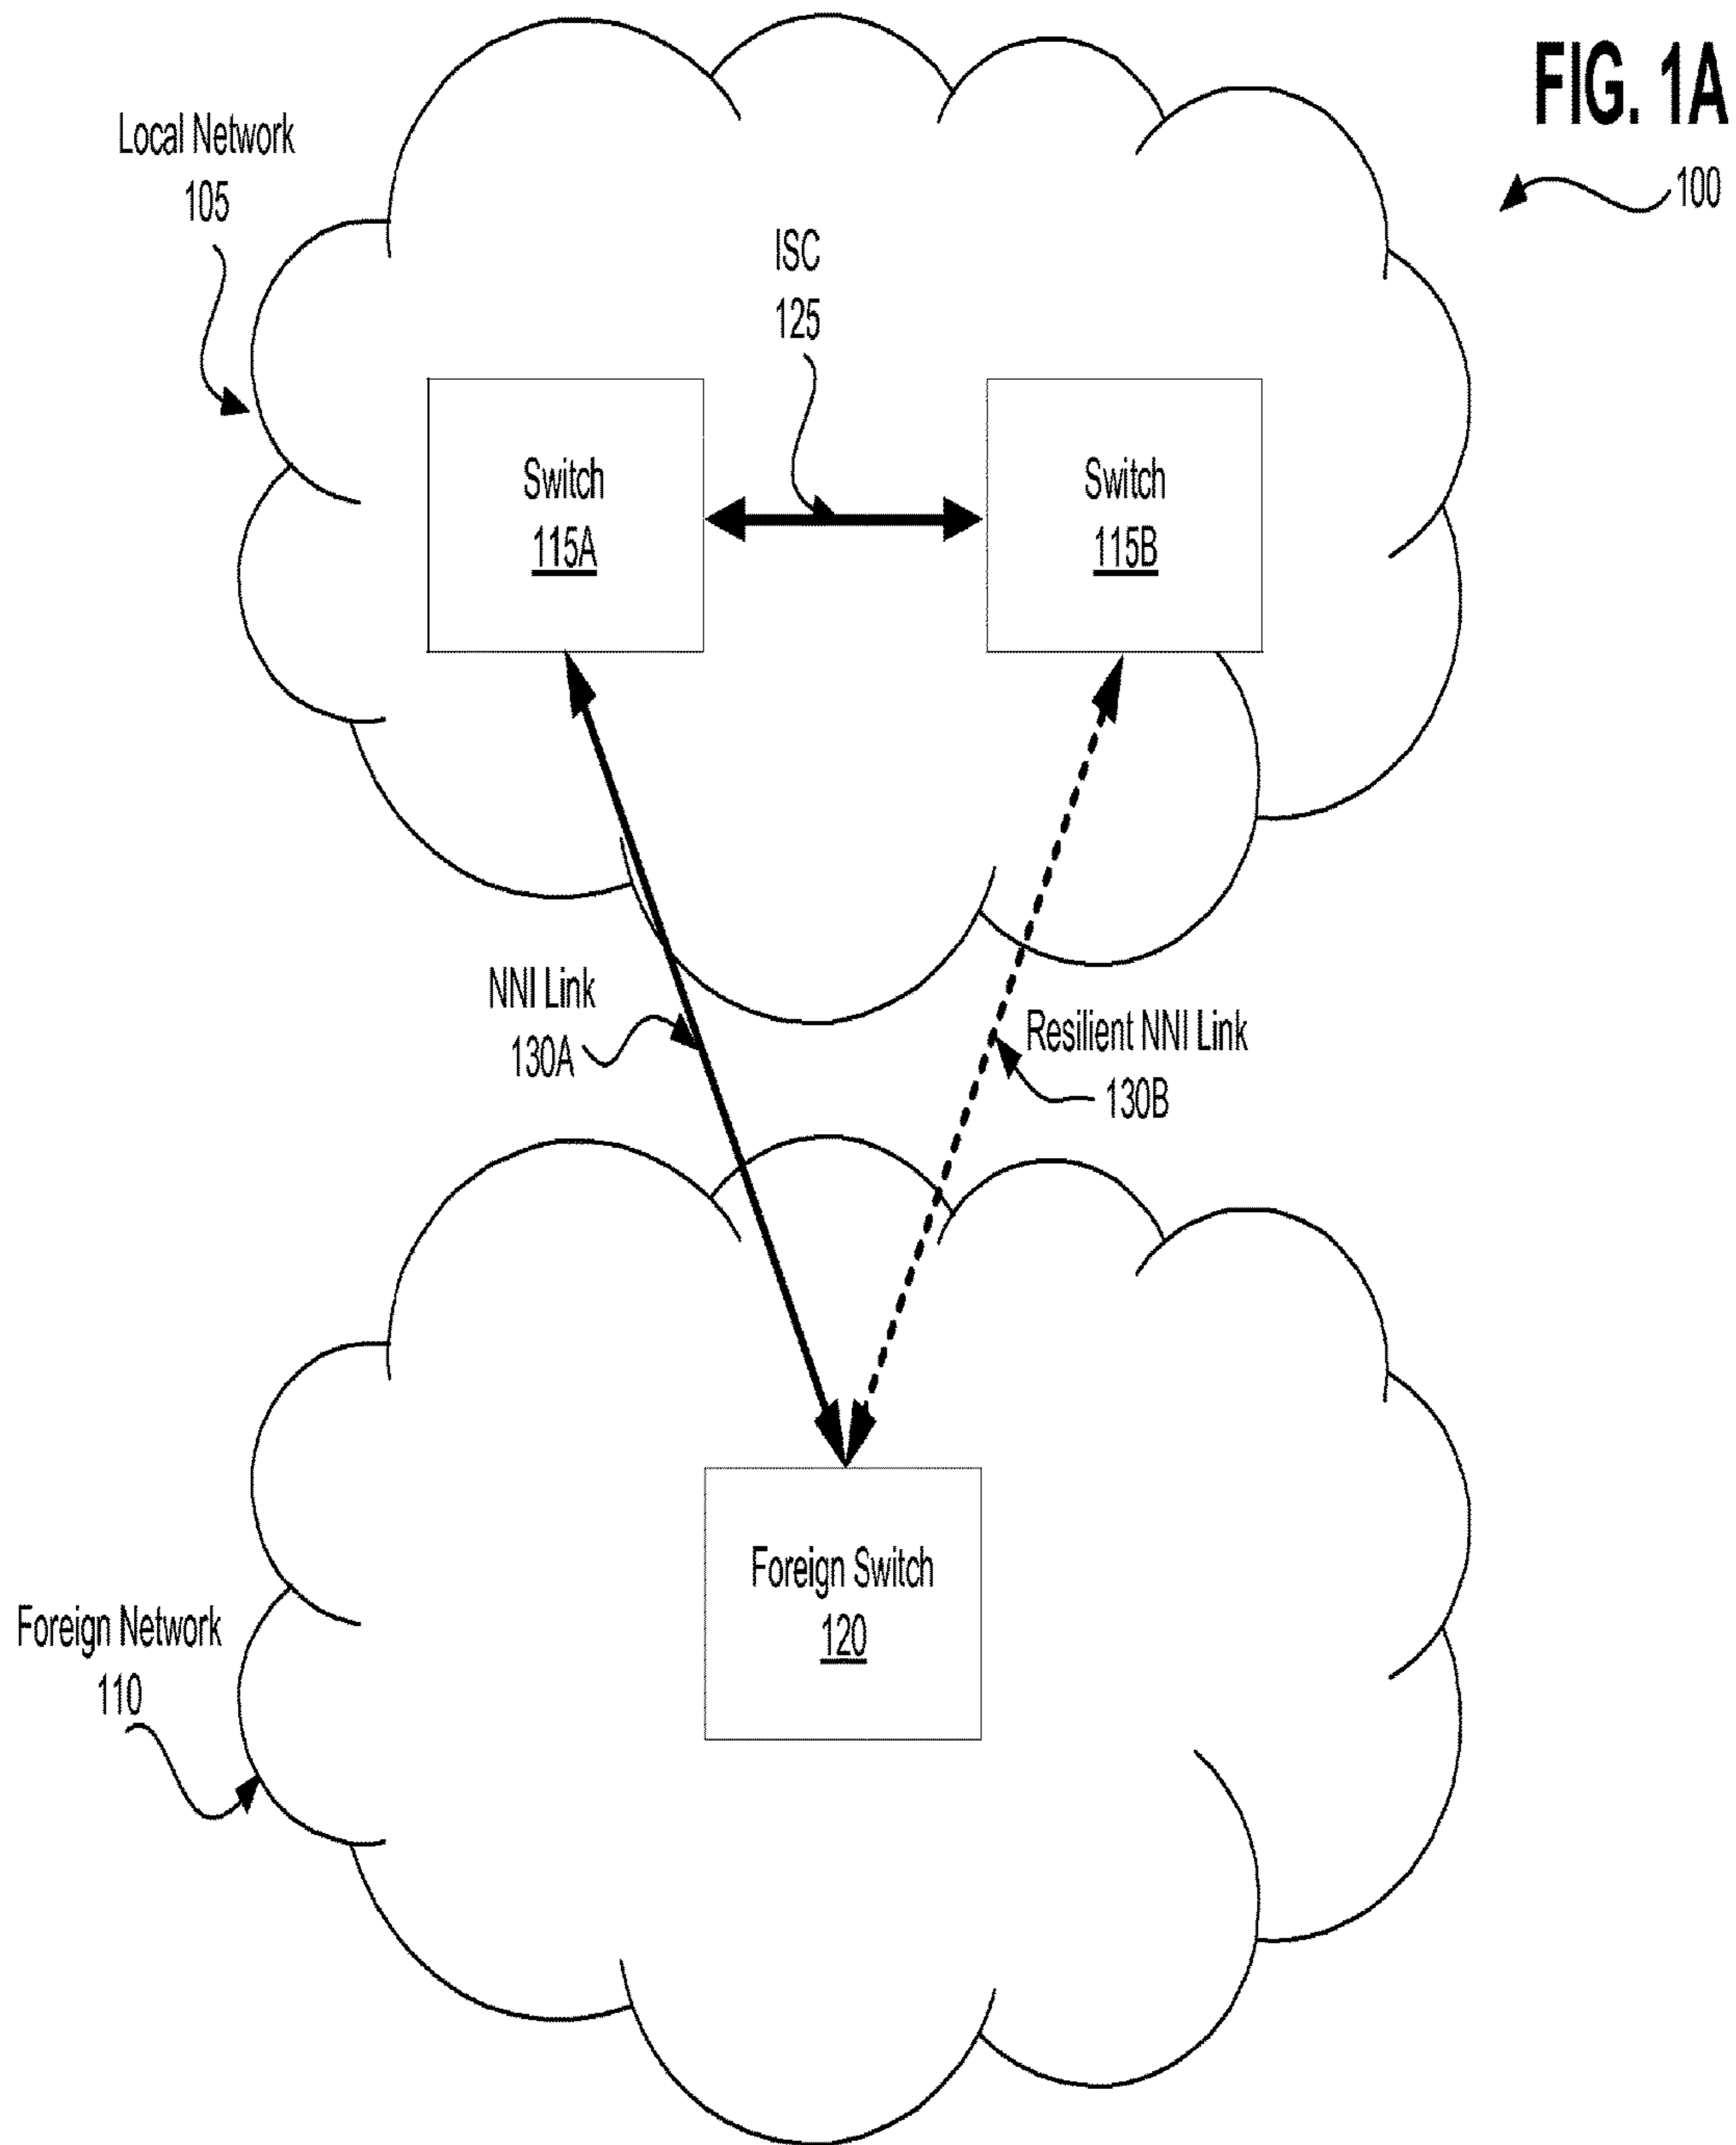 FIG. 1A
100
Local Network
105
ISC
125
Switch
115A
Switch
115B
NNI Link
130A
Resilient NNI Link
130B
Foreign Switch
120
Foreign Network
110